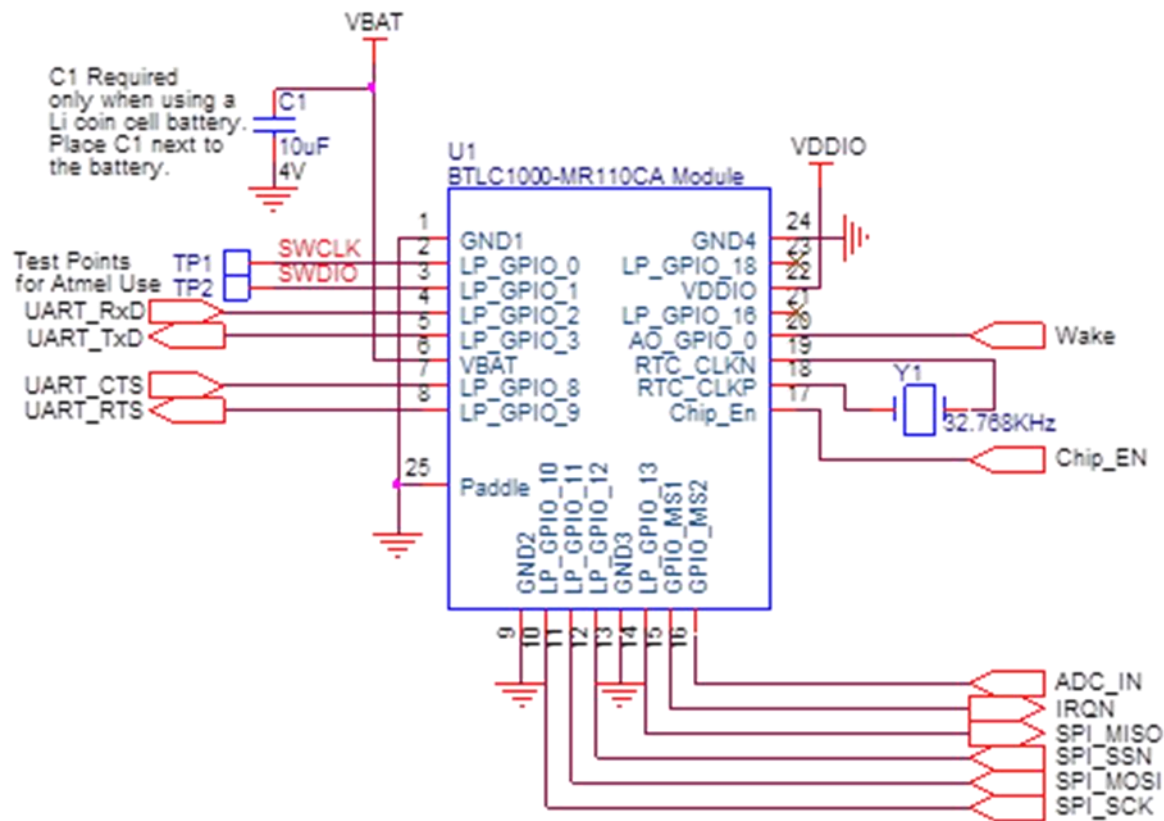 VBAT
C1 Required
only when using a
Li coin cell battery.
Place C1 next to
the battery.
C1
10uF
4V
U1
BTLC1000-MR110CA Module
VDDIO
Test Points
for Atmel Use
TP1
TP2
SWCLK
SWDIO
UART_RxD
UART_TxD
UART_CTS
UART_RTS
1
2
3
4
5
6
7
8
25
GND1
LP_GPIO_0
LP_GPIO_1
LP_GPIO_2
LP_GPIO_3
VBAT
LP_GPIO_8
LP_GPIO_9
Paddle
GND4
LP_GPIO_18
VDDIO
LP_GPIO_16
AO_GPIO_0
RTC_CLKN
RTC_CLKP
Chip_En
24
23
22
21
20
19
18
17
Wake
Y1
32.768KHz
Chip_EN
GND2
LP_GPIO_10
LP_GPIO_11
LP_GPIO_12
GND3
LP_GPIO_13
GPIO_MS1
GPIO_MS2
9
10
11
12
13
14
15
16
ADC_IN
IRQN
SPI_MISO
SPI_SSN
SPI_MOSI
SPI_SCK